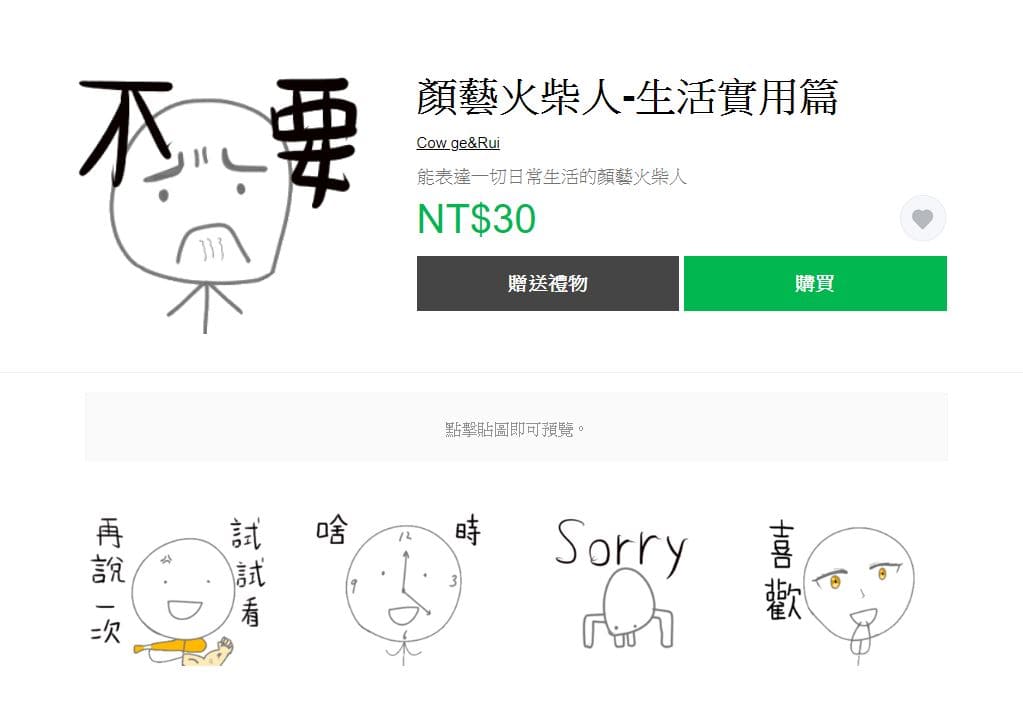 不要
顏藝火柴人-生活實用篇
Cow ge&Rui
能表達一切日常生活的顏藝火柴人
NT$30
贈送禮物
購買
點擊貼圖即可預覽。
再說一次
試試看
啥時
12
9
3
6
Sorry
喜歡